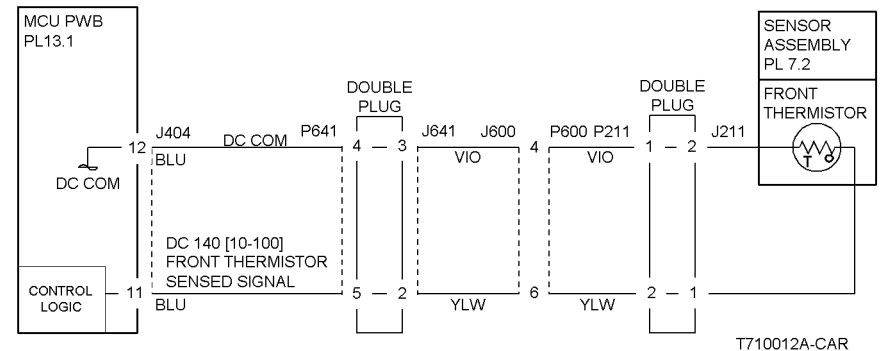 MCU PWB
PL13.1
SENSOR
ASSEMBLY
PL 7.2
FRONT
THERMISTOR
T
DOUBLE
PLUG
DOUBLE
PLUG
12 J404 DC COM P641 4 – 3 J641 J600 4 P600 P211 1 – 2 J211
BLU VIO VIO
DC COM
DC 140 [10-100]
FRONT THERMISTOR
SENSED SIGNAL
CONTROL
LOGIC
11 5 – 2 6 2 – 1
BLU YLW YLW
T710012A-CAR